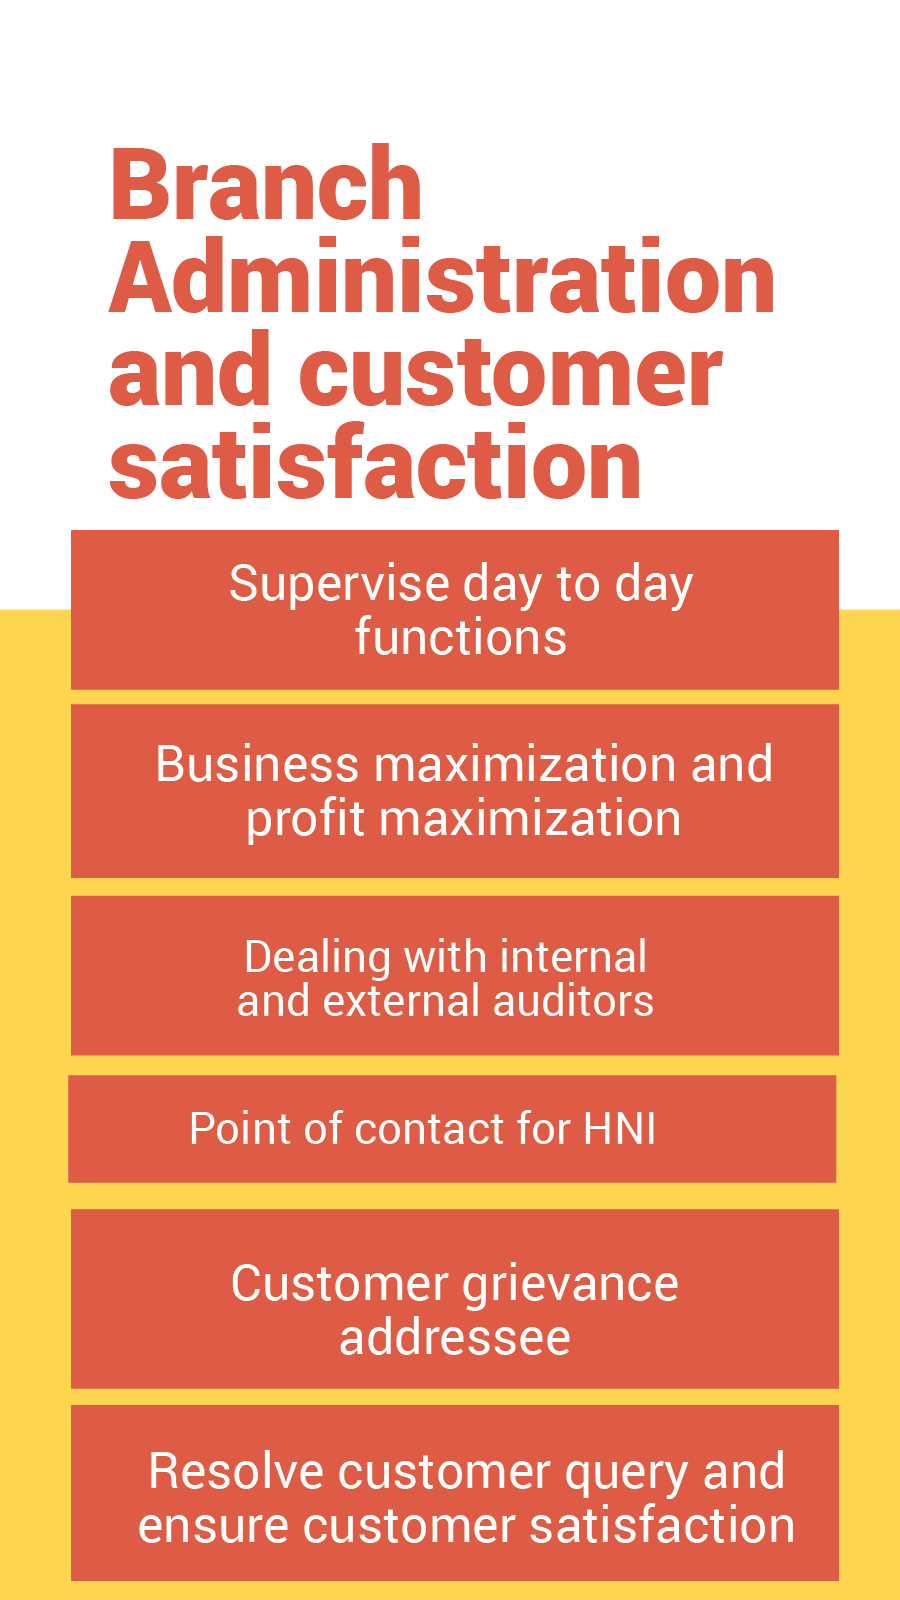 Branch
Administration
and customer
satisfaction
Supervise day to day
functions
Business maximization and
profit maximization
Dealing with internal
and external auditors
Point of contact for HNI
Customer grievance
addressee
Resolve customer query and
ensure customer satisfaction